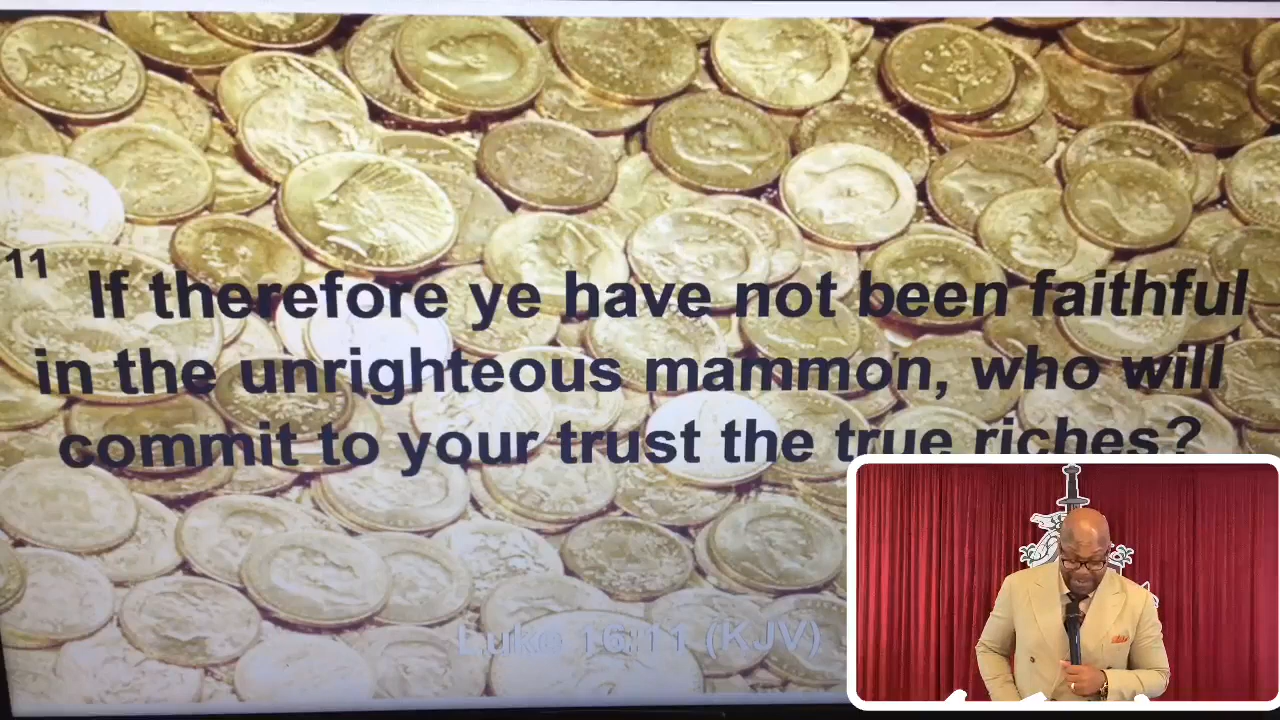 11 If therefore ye have not been faithful
in the unrighteous mammon, who will
commit to your trust the true riches?
Luke 16:11 (KJV)